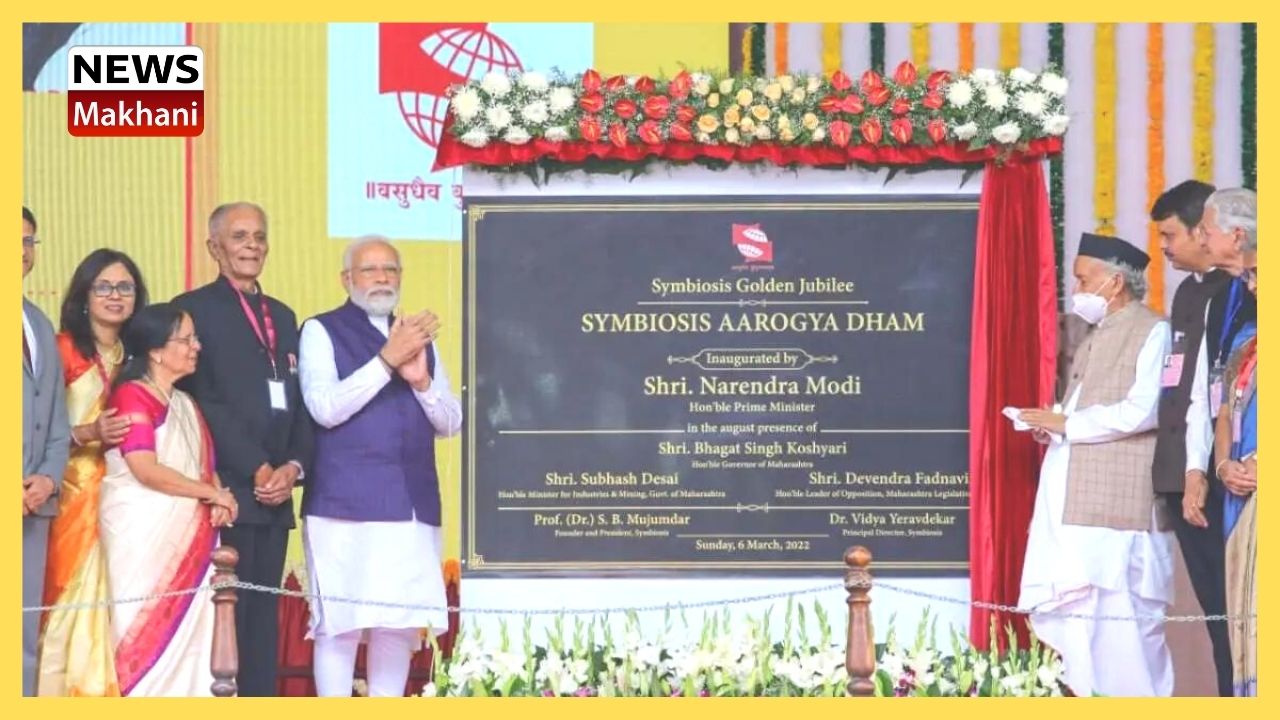 NEWS
Makhani
॥वसुधैव
Symbiosis Golden Jubilee
SYMBIOSIS AAROGYA DHAM
Inaugurated by
Shri. Narendra Modi
Hon'ble Prime Minister
in the august presence of
Shri. Bhagat Singh Koshyari
Hon'ble Governor of Maharashtra
Shri. Subhash Desai
Hon'ble Minister for Industries & Mining, Govt. of Maharashtra
Shri. Devendra Fadnavi
Hon'ble Leader of Opposition, Maharashtra Legislativ
Prof. (Dr.) S. B. Mujumdar
Founder and President, Symbiosis
Dr. Vidya Yeravdekar
Principal Director, Symbiosis
Sunday, 6 March, 2022